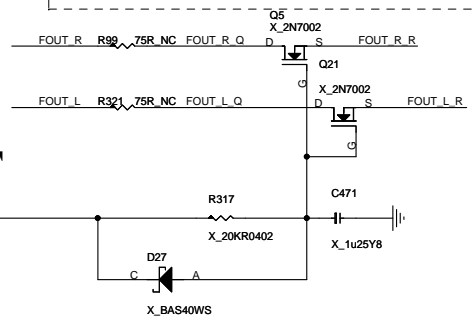 Q5
X_2N7002
FOUT_R R99 75R_NC FOUT_R_Q D S FOUT_R_R
G
Q21
X_2N7002
FOUT_L R321 75R_NC FOUT_L_Q D S FOUT_L_R
G
R317
C471
X_20KR0402
X_1u25Y8
D27
C A
X_BAS40WS